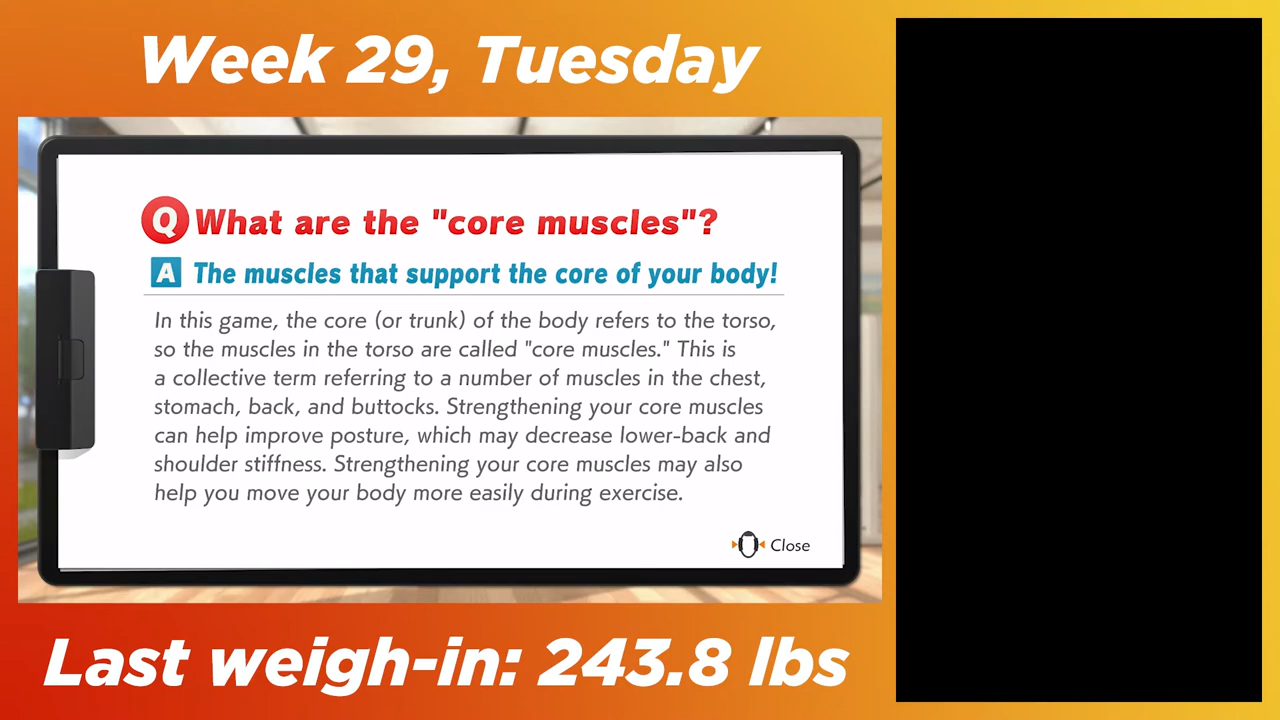 Week 29, Tuesday
Q What are the "core muscles"?
A The muscles that support the core of your body!
In this game, the core (or trunk) of the body refers to the torso,
so the muscles in the torso are called "core muscles." This is
a collective term referring to a number of muscles in the chest,
stomach, back, and buttocks. Strengthening your core muscles
can help improve posture, which may decrease lower-back and
shoulder stiffness. Strengthening your core muscles may also
help you move your body more easily during exercise.
Close
Last weigh-in: 243.8 lbs